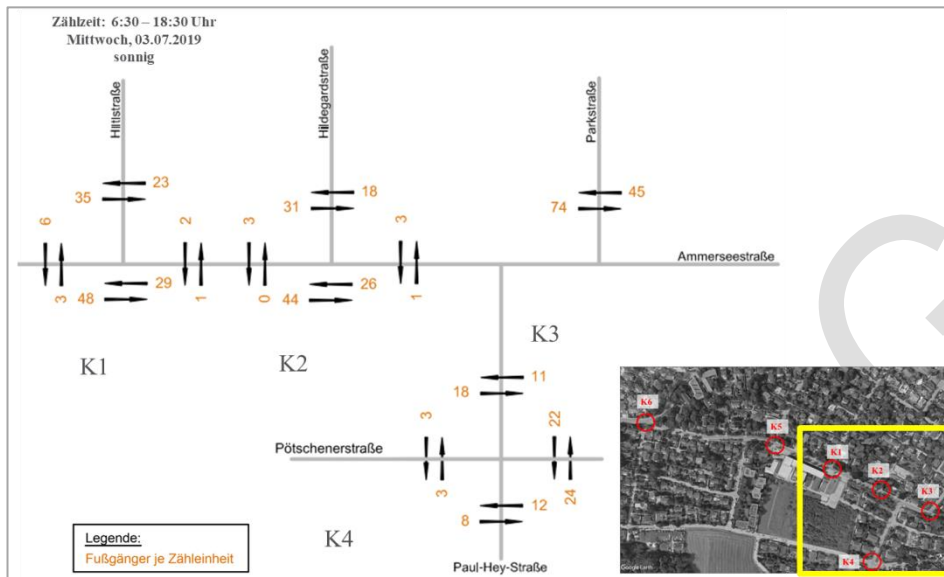 Zählzeit: 6:30 – 18:30 Uhr
Mittwoch, 03.07.2019
sonnig
Hiltlstraße
Hildegardstraße
Parkstraße
23
35
18
31
45
74
6
2
3
3
Ammerseestraße
3
48
29
1
0
44
26
1
K3
K1
K2
11
18
3
22
Pötschenerstraße
3
24
12
8
K4
Paul-Hey-Straße
Legende:
Fußgänger je Zähleinheit
K6
K5
K1
K2
K3
K4
Google Earth
G